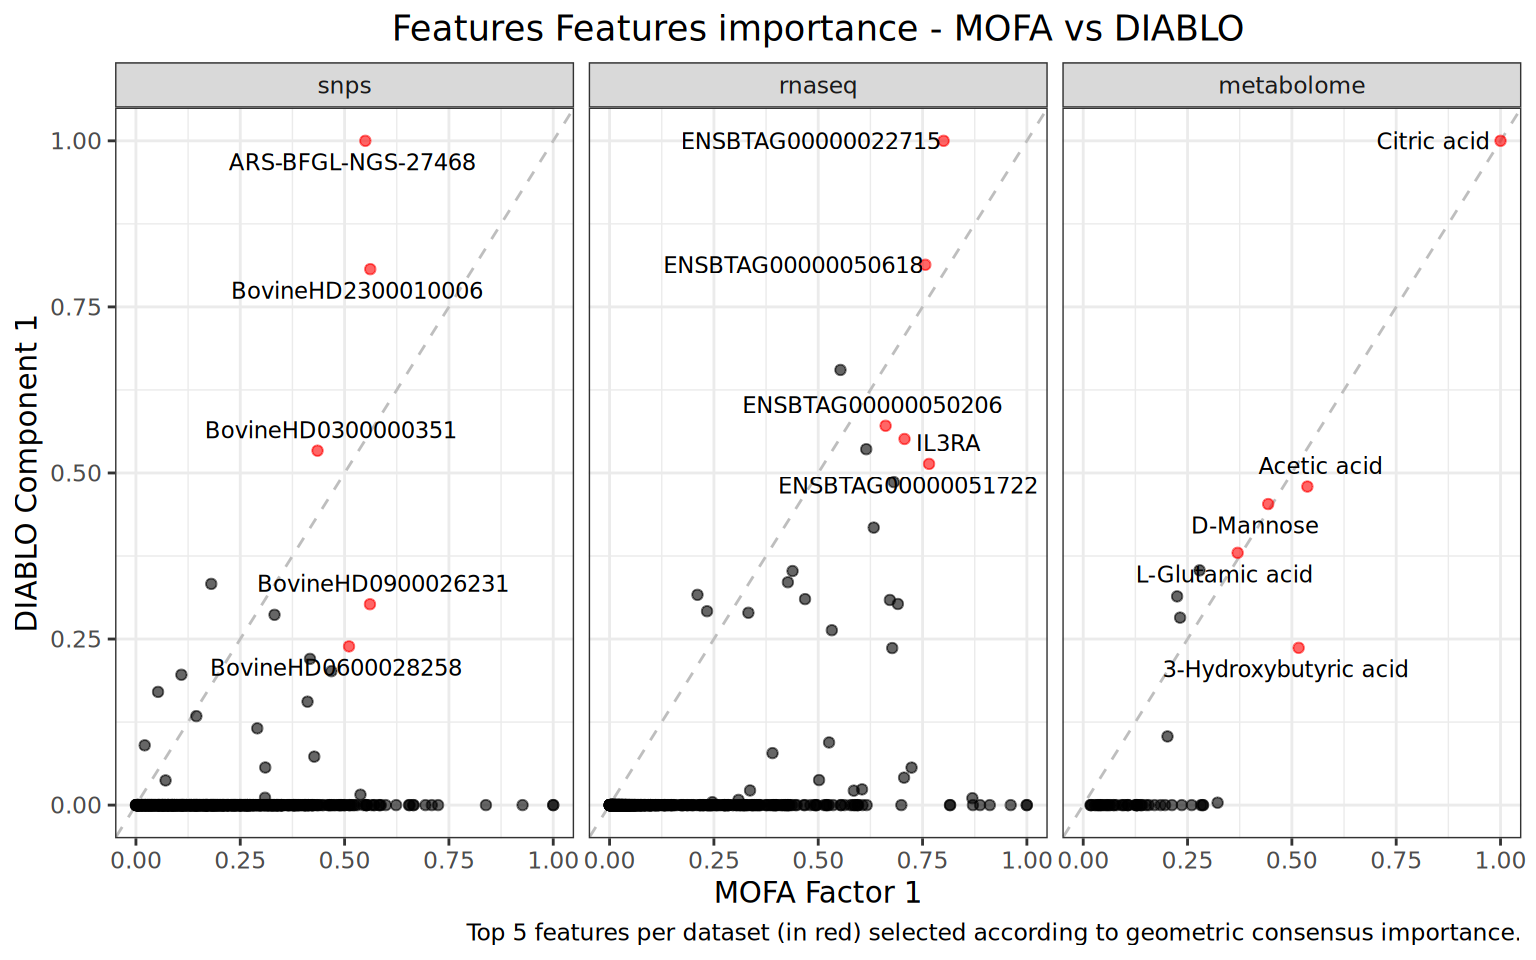 Features Features importance - MOFA vs DIABLO
snps rnaseq metabolome
1.00
0.75
0.50
0.25
0.00
DIABLO Component 1
ARS-BFGL-NGS-27468
BovineHD2300010006
BovineHD0300000351
BovineHD0900026231
BovineHD0600028258
ENSBTAG00000022715
ENSBTAG00000050618
ENSBTAG00000050206
IL3RA
ENSBTAG00000051722
Citric acid
Acetic acid
D-Mannose
L-Glutamic acid
3-Hydroxybutyric acid
0.00 0.25 0.50 0.75 1.00 0.00 0.25 0.50 0.75 1.00 0.00 0.25 0.50 0.75 1.00
MOFA Factor 1
Top 5 features per dataset (in red) selected according to geometric consensus importance.